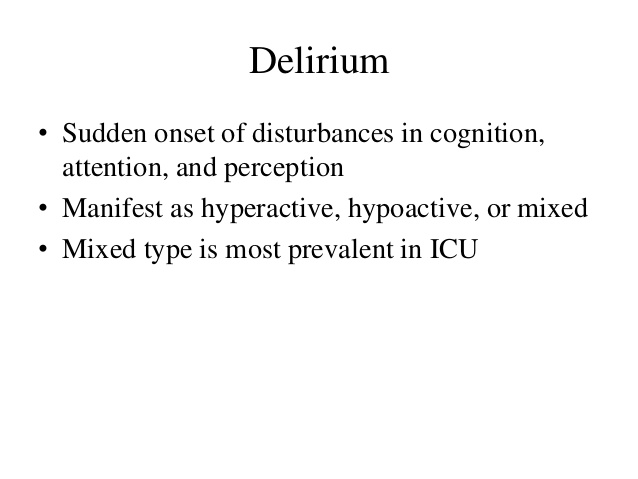 Delirium
• Sudden onset of disturbances in cognition,
attention, and perception
• Manifest as hyperactive, hypoactive, or mixed
• Mixed type is most prevalent in ICU